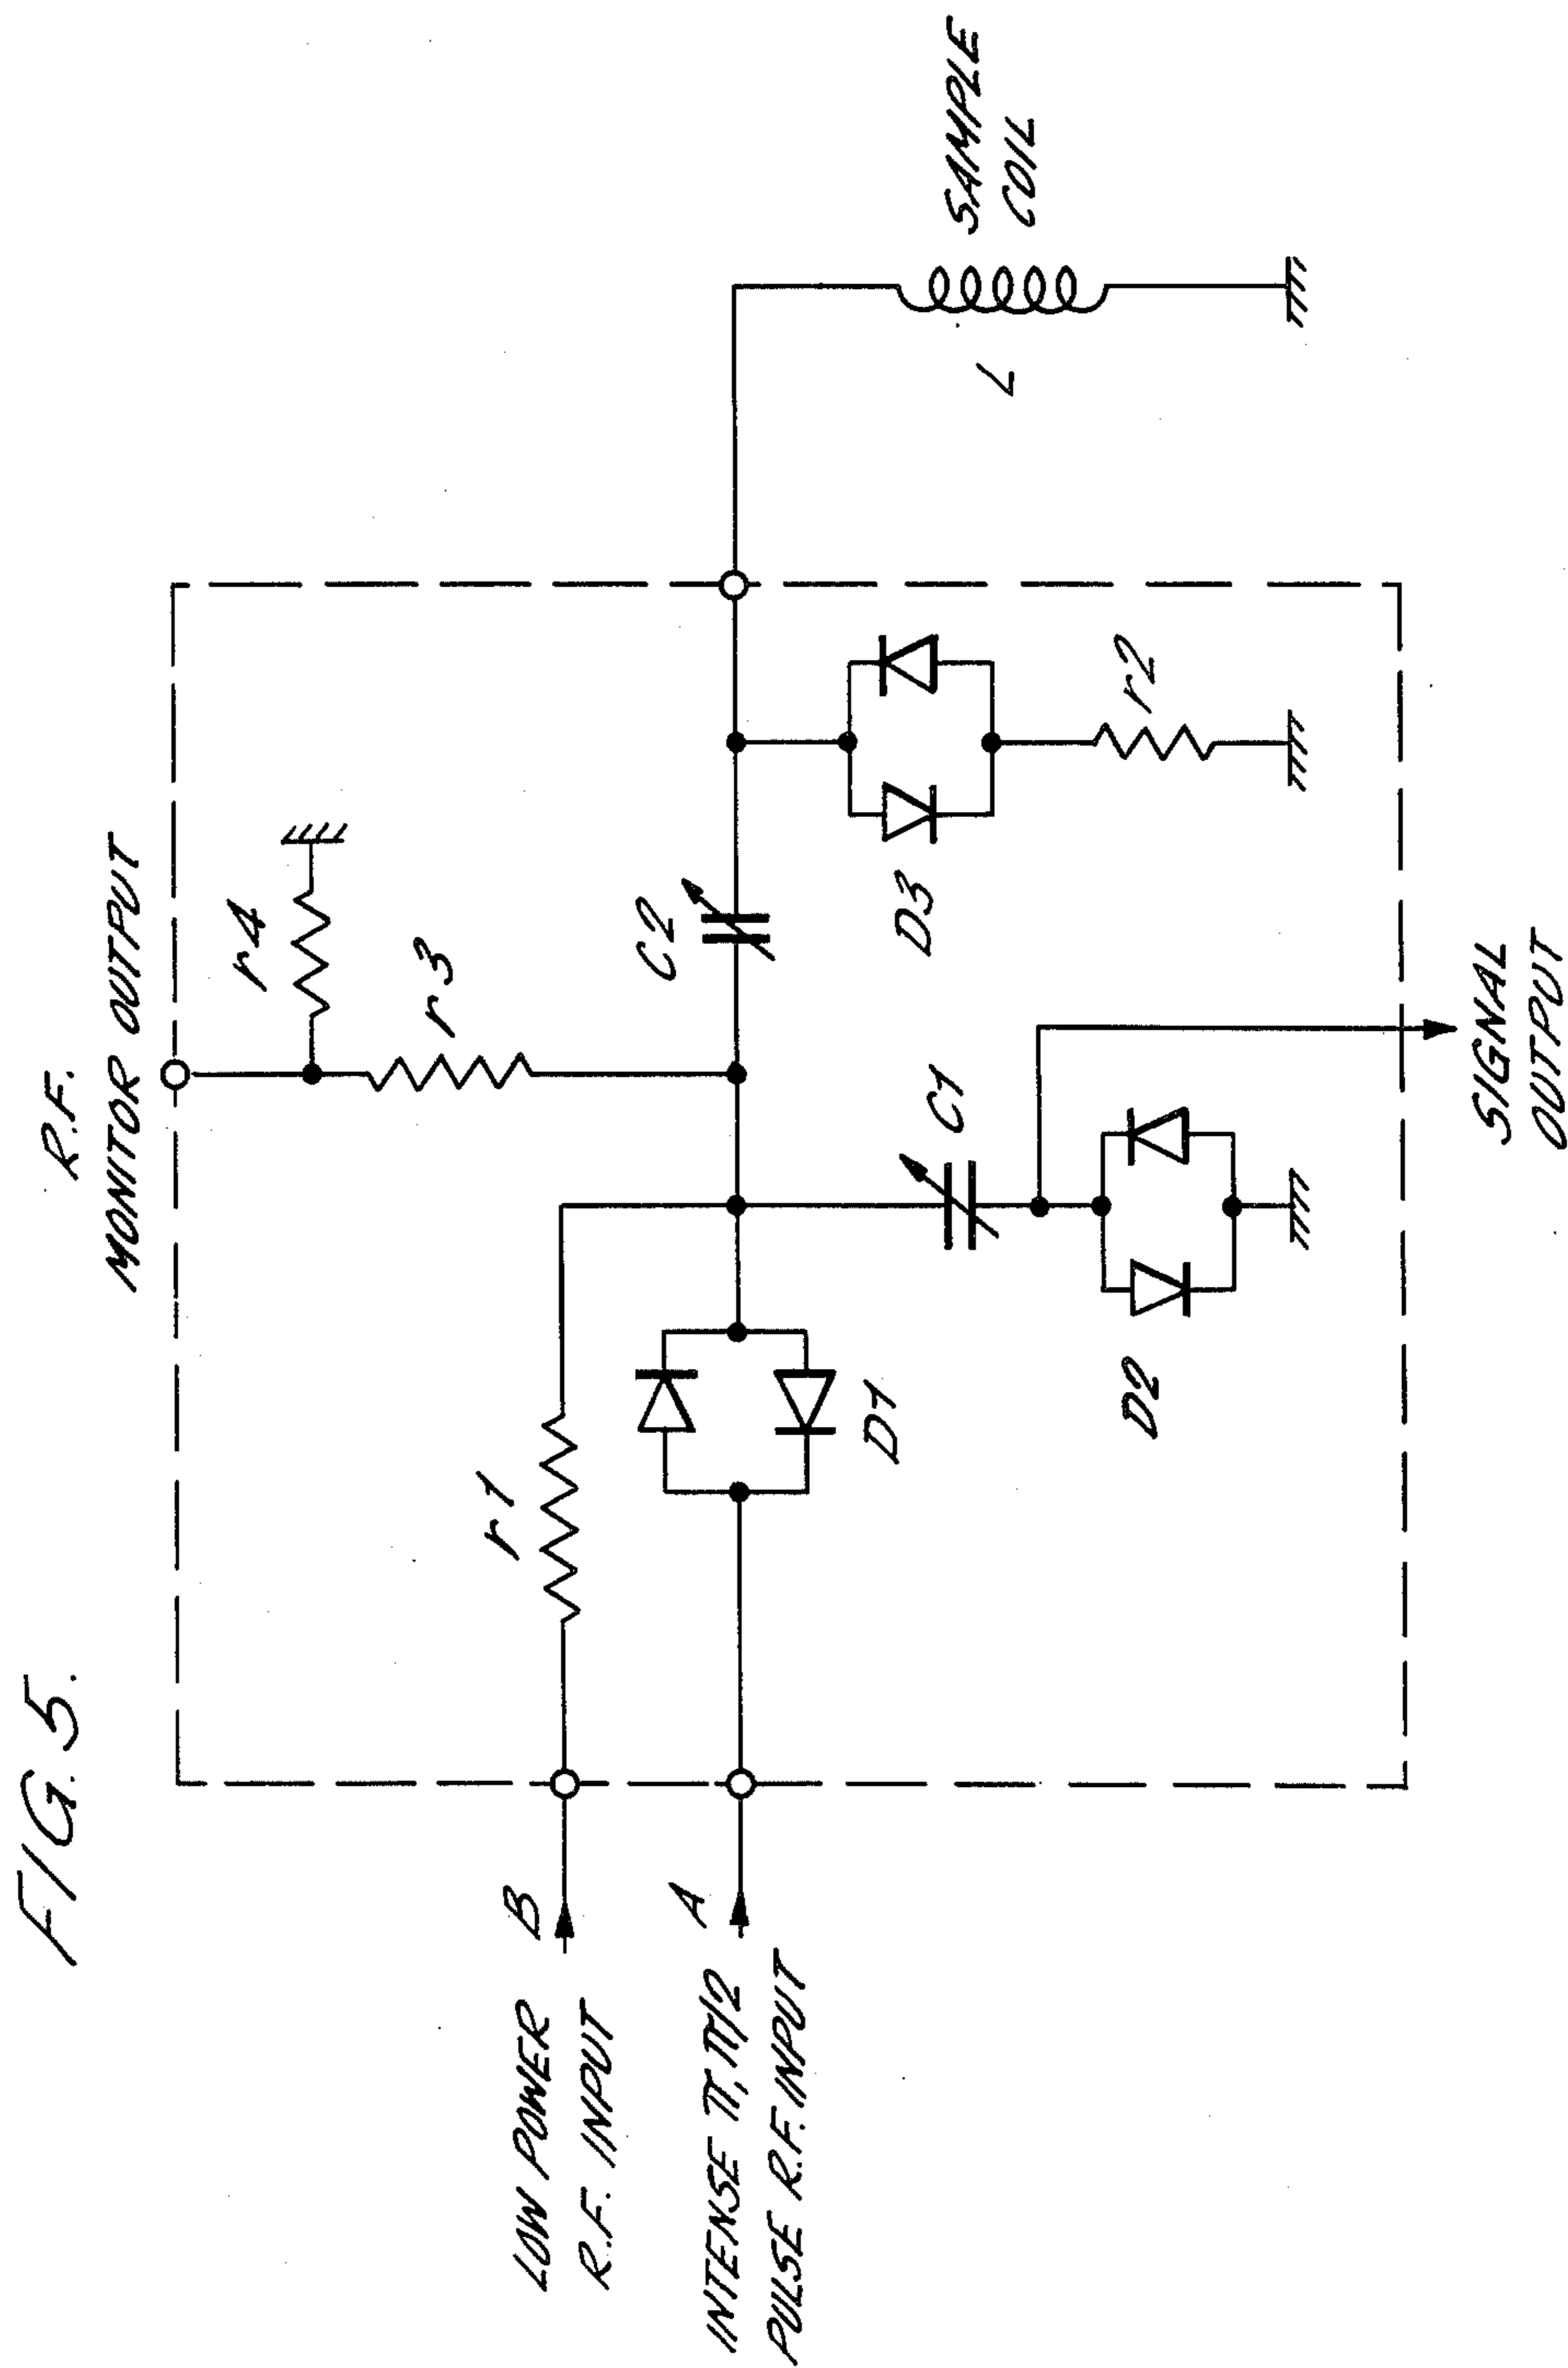 FIG. 5.
R.F.
MONITOR OUTPUT
r4
r3
C2
SAMPLE
COIL
L
LOW POWER
R.F. INPUT
B
r1
INTENSE π, π/2
PULSE R.F. INPUT
A
D1
C1
D3
r2
D2
SIGNAL
OUTPUT